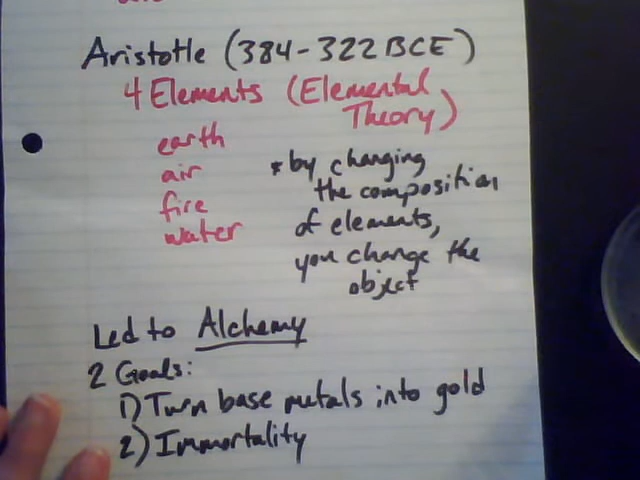 Aristotle (384-322 BCE)
4 Elements (Elemental
Theory)
earth
air
fire
water
* by changing
the composition
of elements,
you change the
object
Led to Alchemy
2 Goals:
1) Turn base metals into gold
2) Immortality